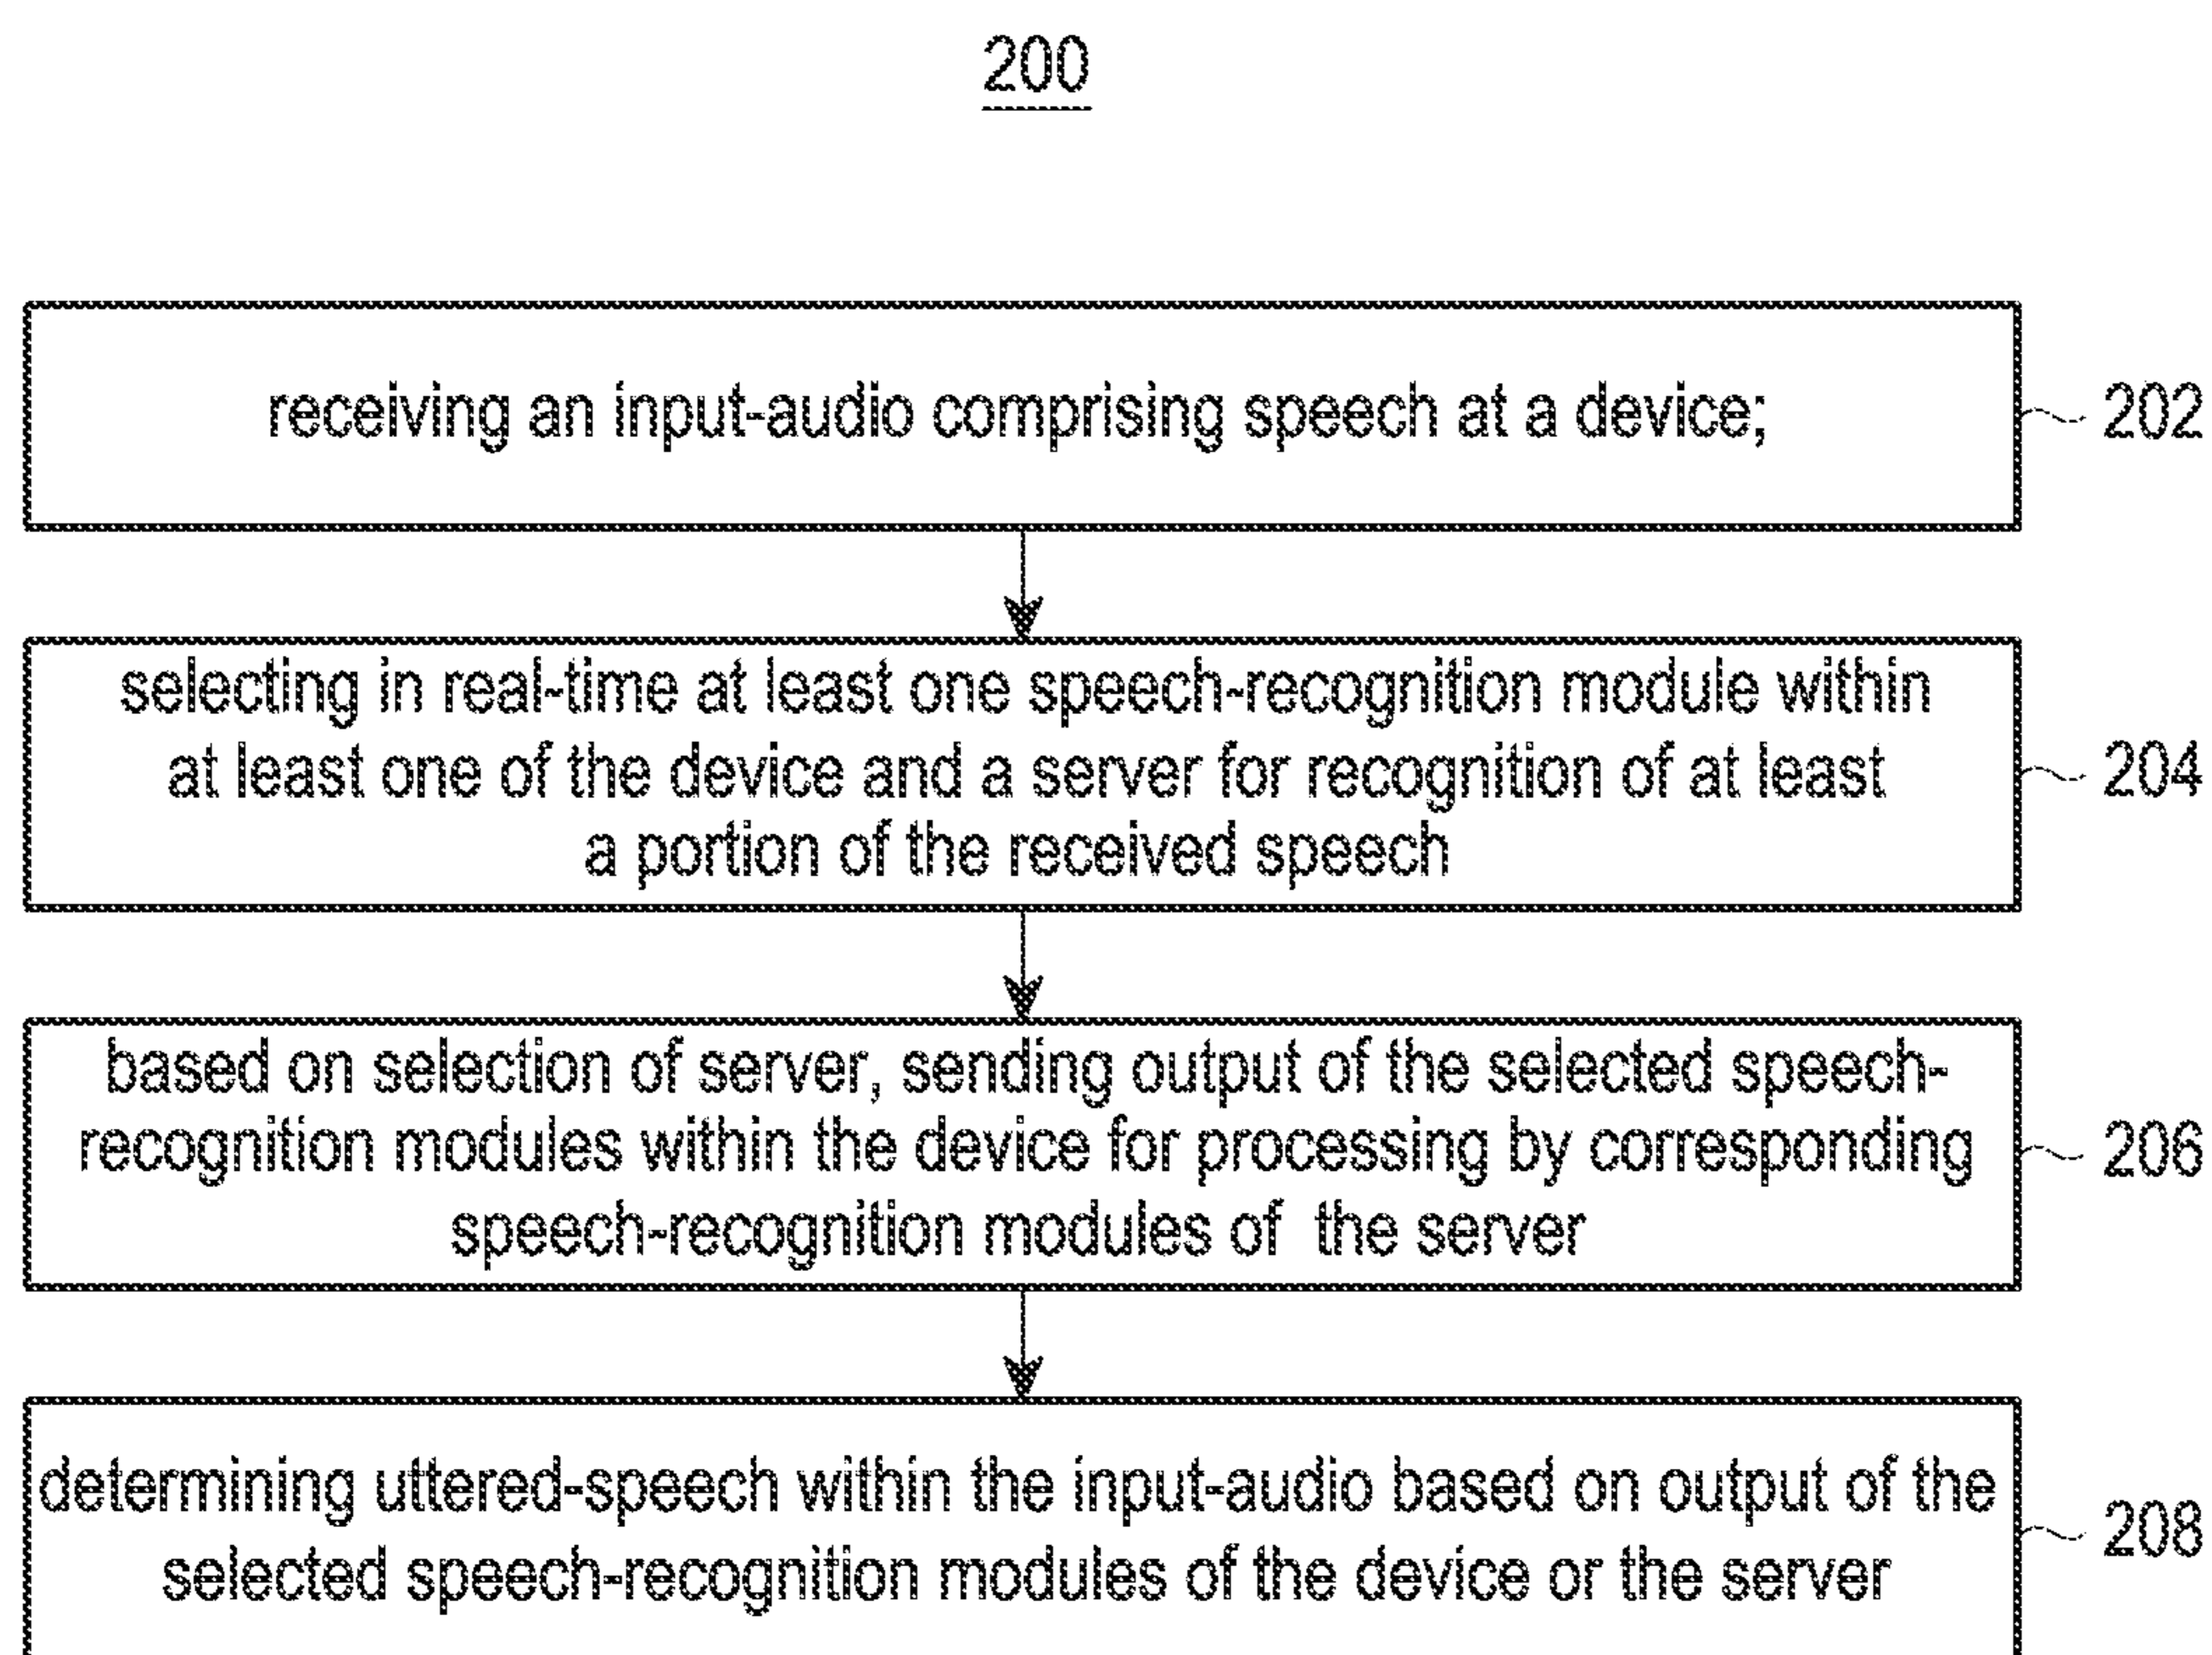 200
receiving an input-audio comprising speech at a device;
202
selecting in real-time at least one speech-recognition module within
at least one of the device and a server for recognition of at least
a portion of the received speech
204
based on selection of server, sending output of the selected speech-
recognition modules within the device for processing by corresponding
speech-recognition modules of the server
206
determining uttered-speech within the input-audio based on output of the
selected speech-recognition modules of the device or the server
208